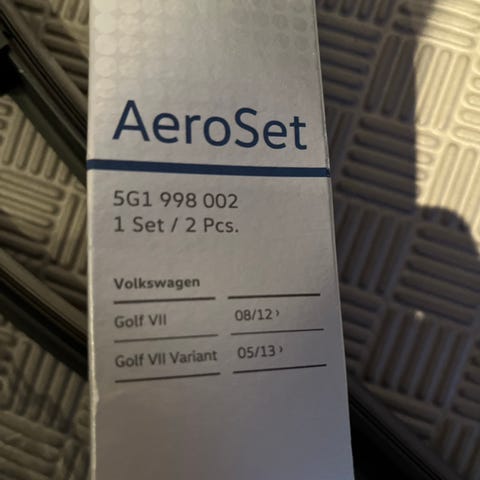 AeroSet
5G1 998 002
1 Set / 2 Pcs.
Volkswagen
Golf VII 08/12 ›
Golf VII Variant 05/13 ›